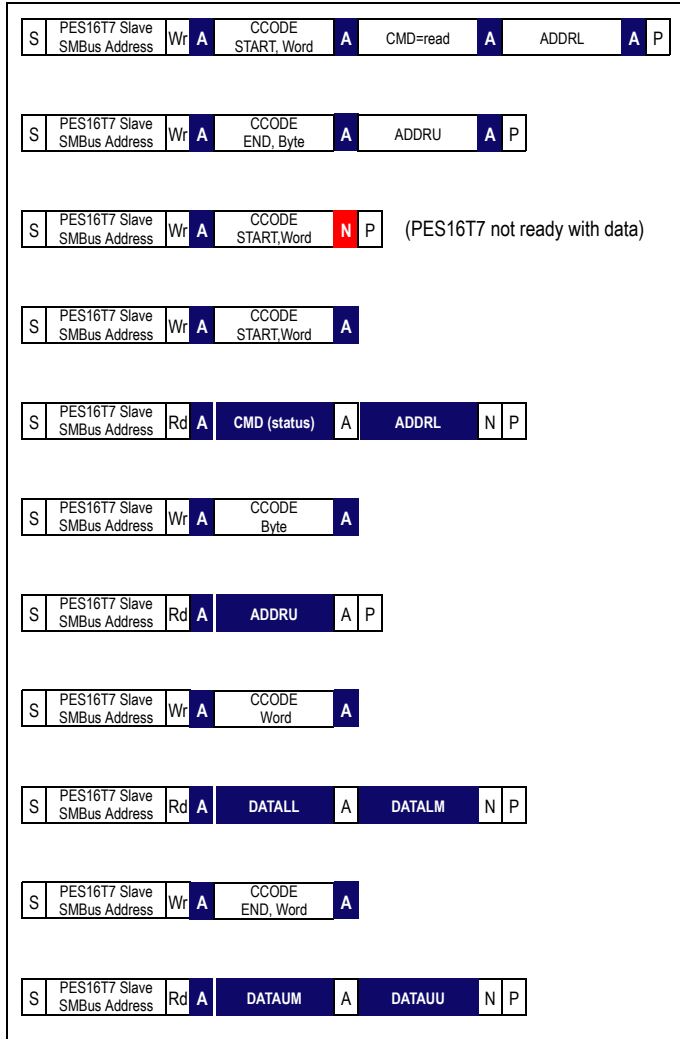 S PES16T7 Slave SMBus Address Wr A CCODE START, Word A CMD=read A ADDRL A P
S PES16T7 Slave SMBus Address Wr A CCODE END, Byte A ADDRU A P
S PES16T7 Slave SMBus Address Wr A CCODE START,Word N P (PES16T7 not ready with data)
S PES16T7 Slave SMBus Address Wr A CCODE START,Word A
S PES16T7 Slave SMBus Address Rd A CMD (status) A ADDRL N P
S PES16T7 Slave SMBus Address Wr A CCODE Byte A
S PES16T7 Slave SMBus Address Rd A ADDRU A P
S PES16T7 Slave SMBus Address Wr A CCODE Word A
S PES16T7 Slave SMBus Address Rd A DATALL A DATALM N P
S PES16T7 Slave SMBus Address Wr A CCODE END, Word A
S PES16T7 Slave SMBus Address Rd A DATAUM A DATAUU N P